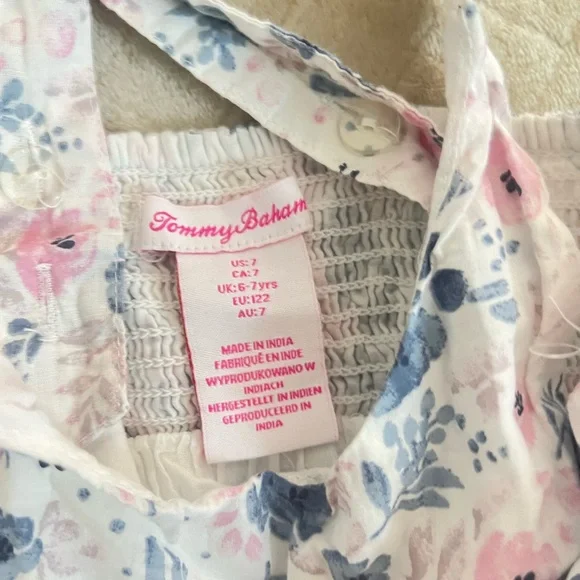 Tommy Baham
US: 7
CA: 7
UK: 6-7yrs
EU: 122
AU: 7
MADE IN INDIA
FABRIQUÉ EN INDE
WYPRODUKOWANO W
INDIACH
HERGESTELLT IN INDIEN
GEPRODUCEERD IN
INDIA